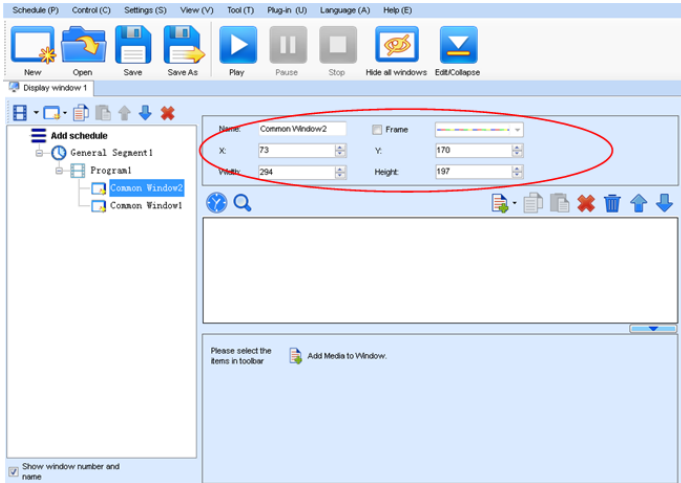 Schedule (P) Control (C) Settings (S) View (V) Tool (T) Plug-in (U) Language (A) Help (E)
New Open Save Save As Play Pause Stop Hide all windows Edit/Collapse
Display window 1
Add schedule
General Segment1
Program1
Common Window2
Common Window1
Show window number and
name
Name: Common Window2 Frame
X: 73 Y: 170
Width: 294 Height: 197
Please select the
items in toolbar
Add Media to Window.